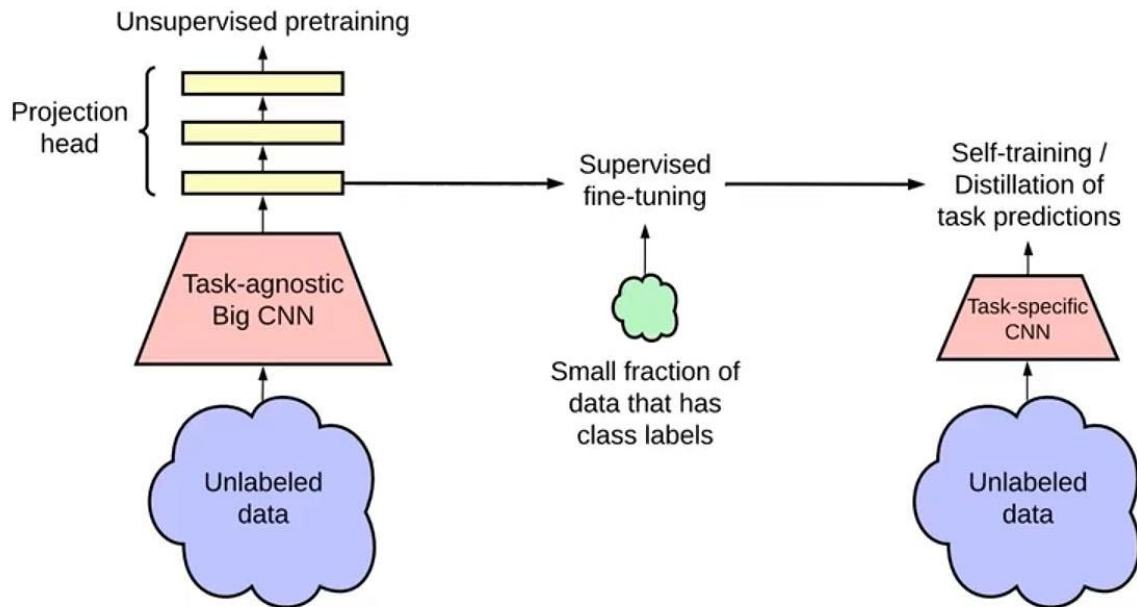 Unsupervised pretraining
Projection
head
Task-agnostic
Big CNN
Unlabeled
data
Supervised
fine-tuning
Small fraction of
data that has
class labels
Self-training /
Distillation of
task predictions
Task-specific
CNN
Unlabeled
data